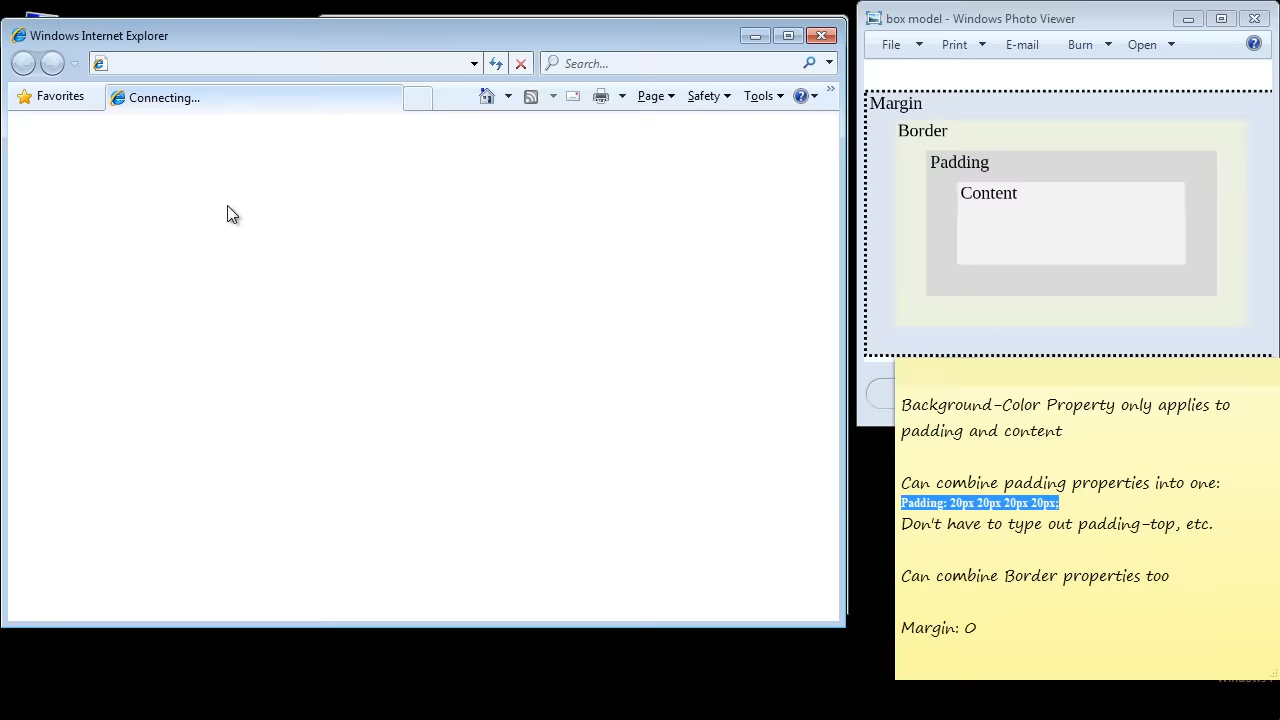 Windows Internet Explorer
Search...
Favorites
Connecting...
Page
Safety
Tools
box model - Windows Photo Viewer
File
Print
E-mail
Burn
Open
Margin
Border
Padding
Content
Background-Color Property only applies to
padding and content
Can combine padding properties into one:
Padding: 20px 20px 20px 20px;
Don't have to type out padding-top, etc.
Can combine Border properties too
Margin: 0